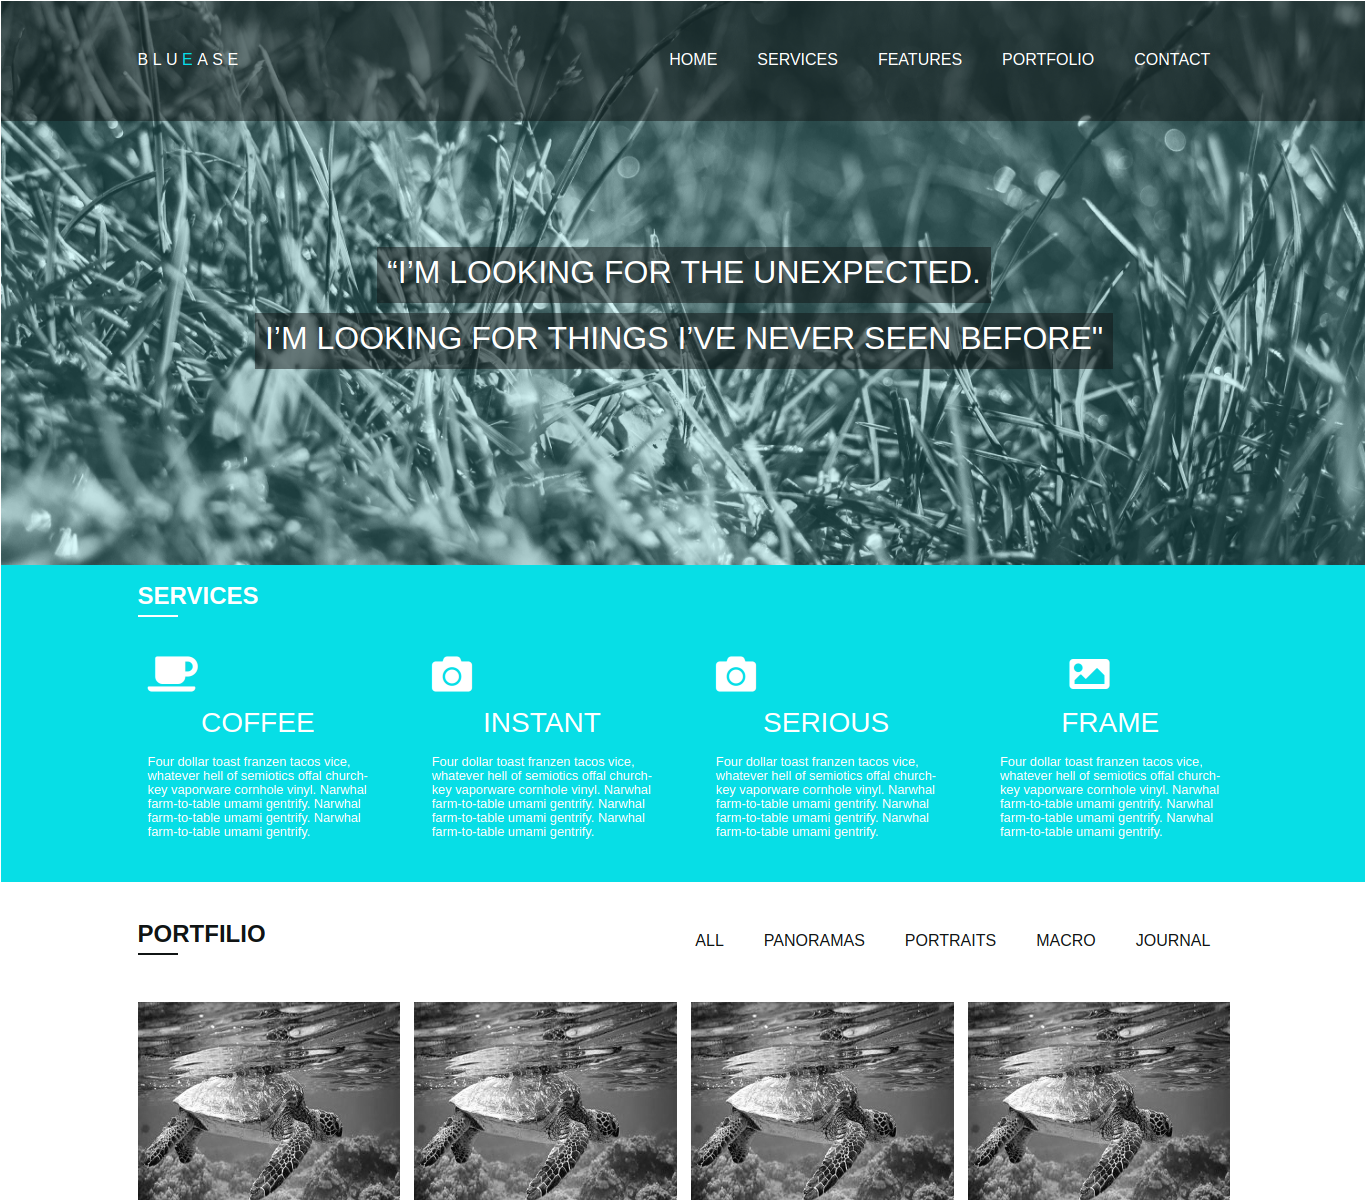 BLUEASE
HOME SERVICES FEATURES PORTFOLIO CONTACT
“I’M LOOKING FOR THE UNEXPECTED.
I’M LOOKING FOR THINGS I’VE NEVER SEEN BEFORE"
SERVICES
COFFEE
Four dollar toast franzen tacos vice,
whatever hell of semiotics offal church-
key vaporware cornhole vinyl. Narwhal
farm-to-table umami gentrify. Narwhal
farm-to-table umami gentrify. Narwhal
farm-to-table umami gentrify.
INSTANT
Four dollar toast franzen tacos vice,
whatever hell of semiotics offal church-
key vaporware cornhole vinyl. Narwhal
farm-to-table umami gentrify. Narwhal
farm-to-table umami gentrify. Narwhal
farm-to-table umami gentrify.
SERIOUS
Four dollar toast franzen tacos vice,
whatever hell of semiotics offal church-
key vaporware cornhole vinyl. Narwhal
farm-to-table umami gentrify. Narwhal
farm-to-table umami gentrify. Narwhal
farm-to-table umami gentrify.
FRAME
Four dollar toast franzen tacos vice,
whatever hell of semiotics offal church-
key vaporware cornhole vinyl. Narwhal
farm-to-table umami gentrify. Narwhal
farm-to-table umami gentrify. Narwhal
farm-to-table umami gentrify.
PORTFILIO
ALL PANORAMAS PORTRAITS MACRO JOURNAL